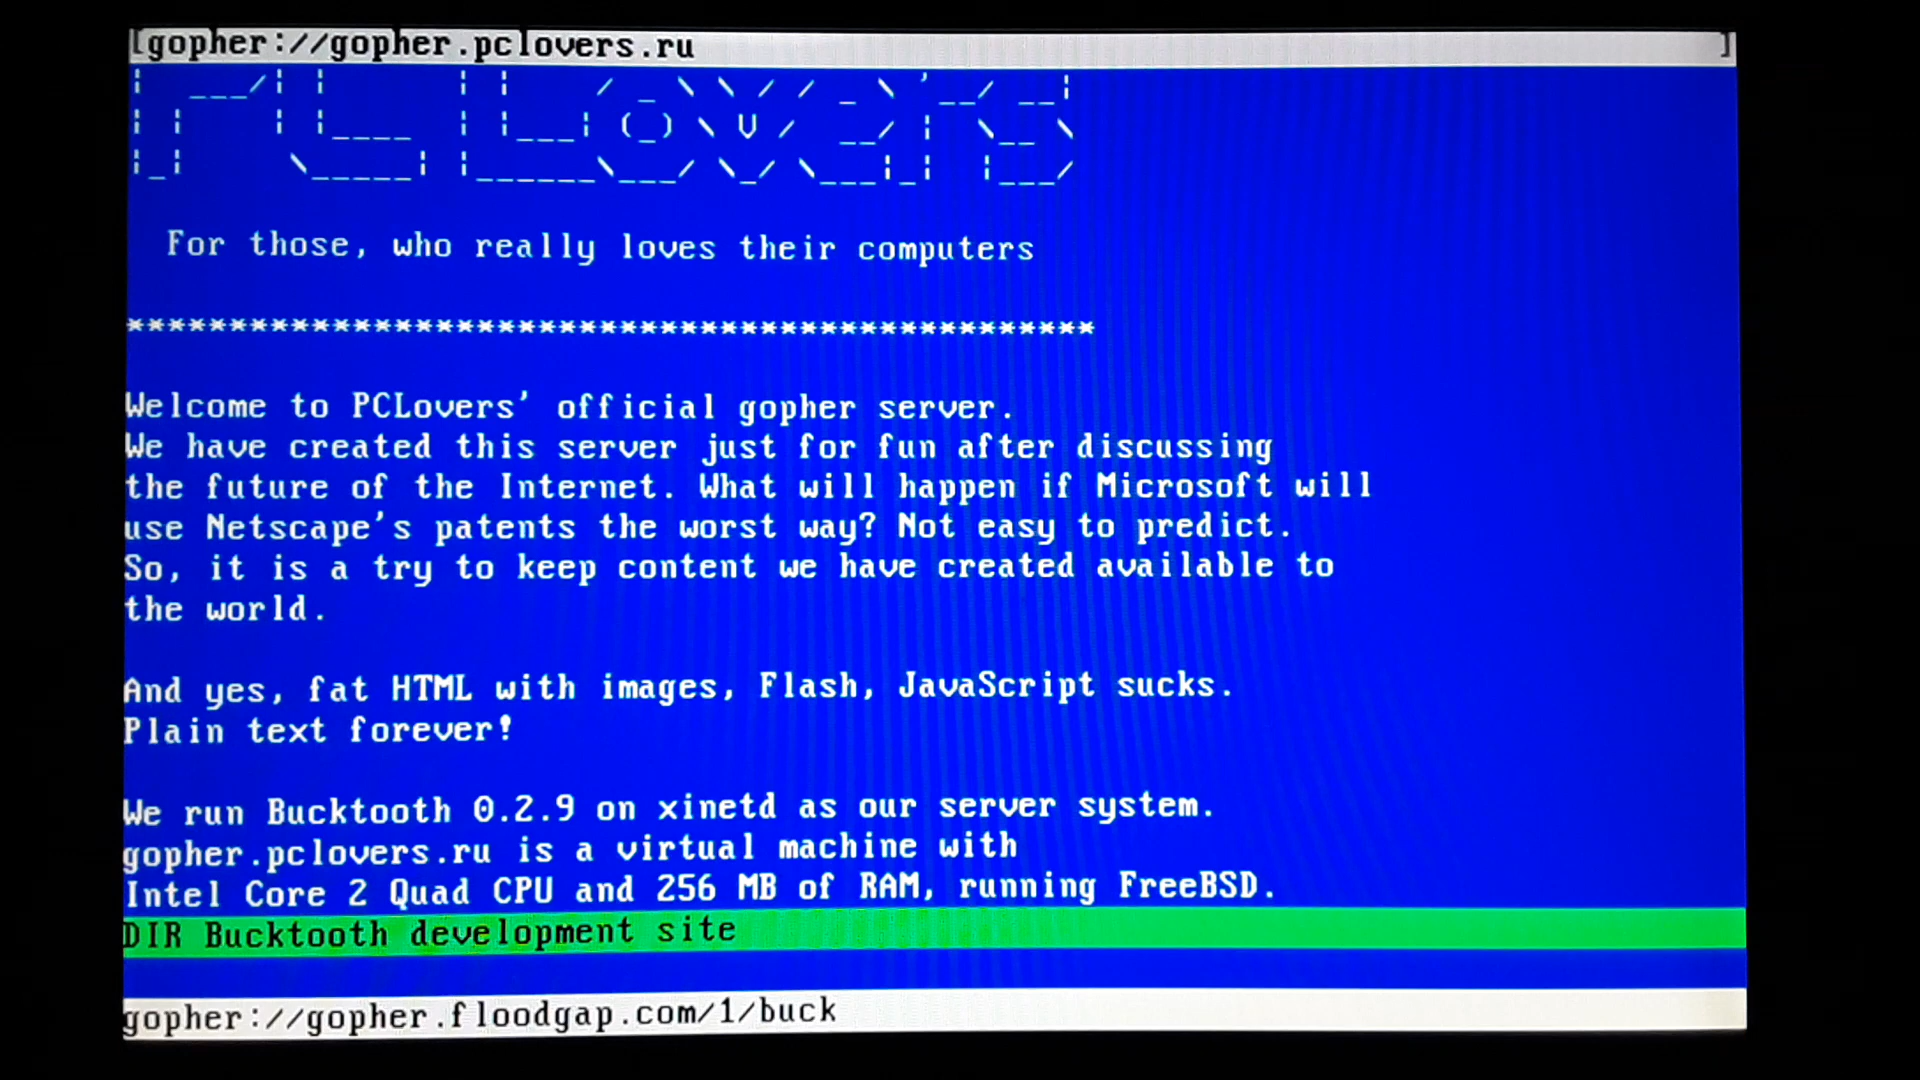 [gopher://gopher.pclovers.ru ]
PC Lovers
For those, who really loves their computers
***********************************************
Welcome to PCLovers' official gopher server.
We have created this server just for fun after discussing
the future of the Internet. What will happen if Microsoft will
use Netscape's patents the worst way? Not easy to predict.
So, it is a try to keep content we have created available to
the world.
And yes, fat HTML with images, Flash, JavaScript sucks.
Plain text forever!
We run Bucktooth 0.2.9 on xinetd as our server system.
gopher.pclovers.ru is a virtual machine with
Intel Core 2 Quad CPU and 256 MB of RAM, running FreeBSD.
DIR Bucktooth development site
gopher://gopher.floodgap.com/1/buck